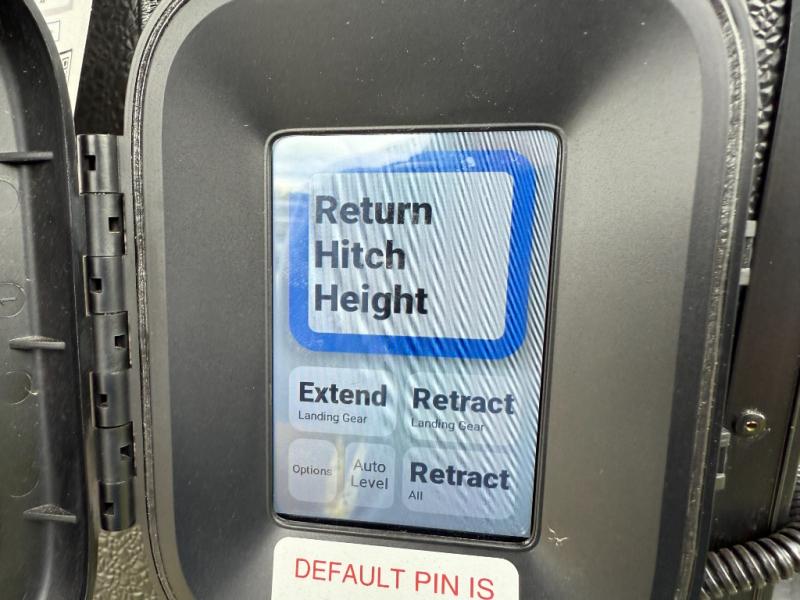 Return
Hitch
Height
Extend
Landing Gear
Retract
Landing Gear
Options
Auto
Level
Retract
All
DEFAULT PIN IS